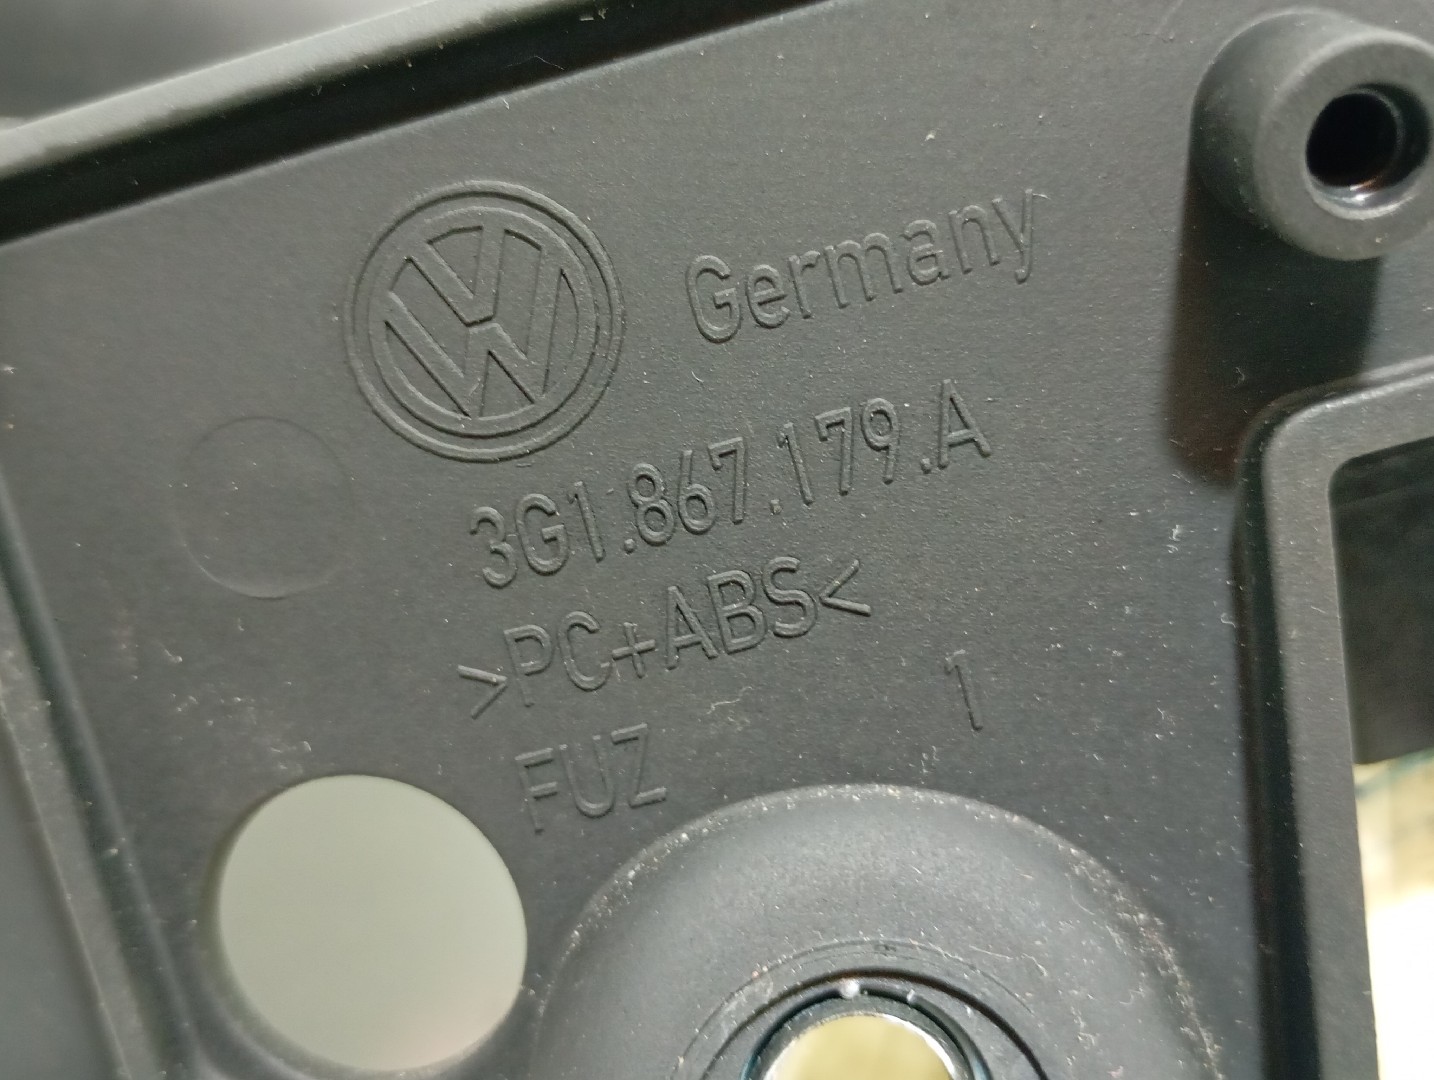 Germany
3G1.867.179.A
>PC+ABS<
FUZ 1